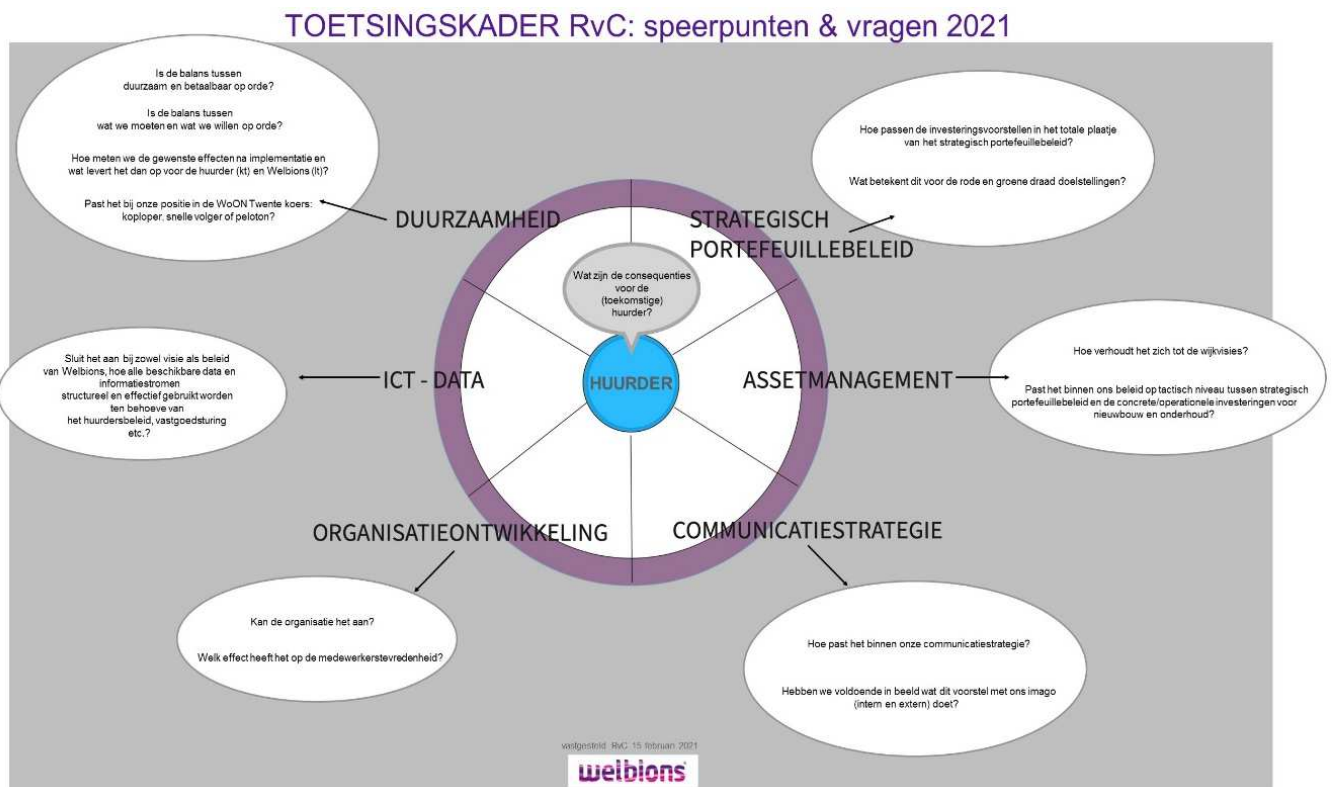 TOETSINGSKADER RvC: speerpunten & vragen 2021
Is de balans tussen
duurzaam en betaalbaar op orde?
Is de balans tussen
wat we moeten en wat we willen op orde?
Hoe meten we de gewenste effecten na implementatie en
wat levert het dan op voor de huurder (kt) en Welbions (lt)?
Past het bij onze positie in de WoON Twente koers:
koploper, snelle volger of peloton?
DUURZAAMHEID
Hoe passen de investeringsvoorstellen in het totale plaatje
van het strategisch portefeuillebeleid?
Wat betekent dit voor de rode en groene draad doelstellingen?
STRATEGISCH
PORTEFEUILLEBELEID
Wat zijn de consequenties
voor de
(toekomstige)
huurder?
HUURDER
Sluit het aan bij zowel visie als beleid
van Welbions, hoe alle beschikbare data en
informatiestromen
structureel en effectief gebruikt worden
ten behoeve van
het huurdersbeleid, vastgoedsturing
etc.?
ICT - DATA
ASSETMANAGEMENT
Hoe verhoudt het zich tot de wijkvisies?
Past het binnen ons beleid op tactisch niveau tussen strategisch
portefeuillebeleid en de concrete/operationele investeringen voor
nieuwbouw en onderhoud?
ORGANISATIEONTWIKKELING
Kan de organisatie het aan?
Welk effect heeft het op de medewerkerstevredenheid?
COMMUNICATIESTRATEGIE
Hoe past het binnen onze communicatiestrategie?
Hebben we voldoende in beeld wat dit voorstel met ons imago
(intern en extern) doet?
vastgesteld RvC 15 februari 2021
welbions